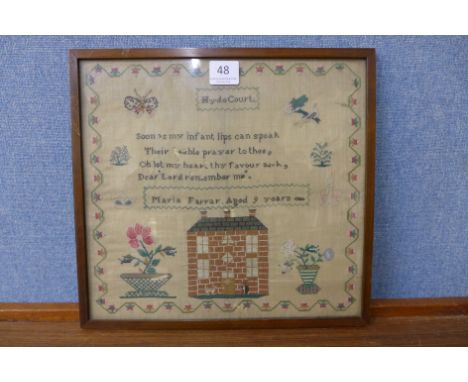 48
Hyde Court.
Soon as my infant lips can speak
Their feeble prayer to thee,
Oh let my heart thy favour seek,
Dear Lord remember me.
Maria Farrar Aged 9 years